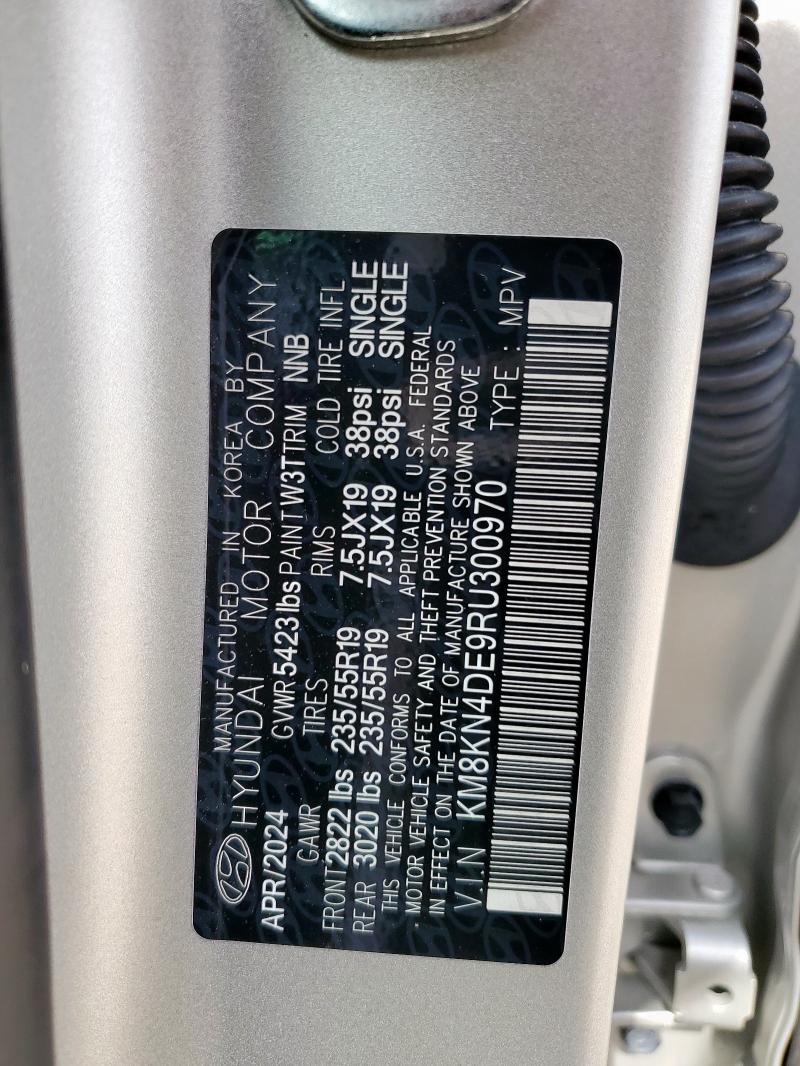 MANUFACTURED IN KOREA BY
HYUNDAI MOTOR COMPANY
APR/2024 GVWR 5423 lbs PAINT W3T TRIM NNB
GAWR TIRES RIMS COLD TIRE INFL
FRONT 2822 lbs 235/55R19 7.5JX19 38psi SINGLE
REAR 3020 lbs 235/55R19 7.5JX19 38psi SINGLE
THIS VEHICLE CONFORMS TO ALL APPLICABLE U.S.A. FEDERAL
MOTOR VEHICLE SAFETY AND THEFT PREVENTION STANDARDS
IN EFFECT ON THE DATE OF MANUFACTURE SHOWN ABOVE
V.I.N KM8KN4DE9RU300970 TYPE : MPV